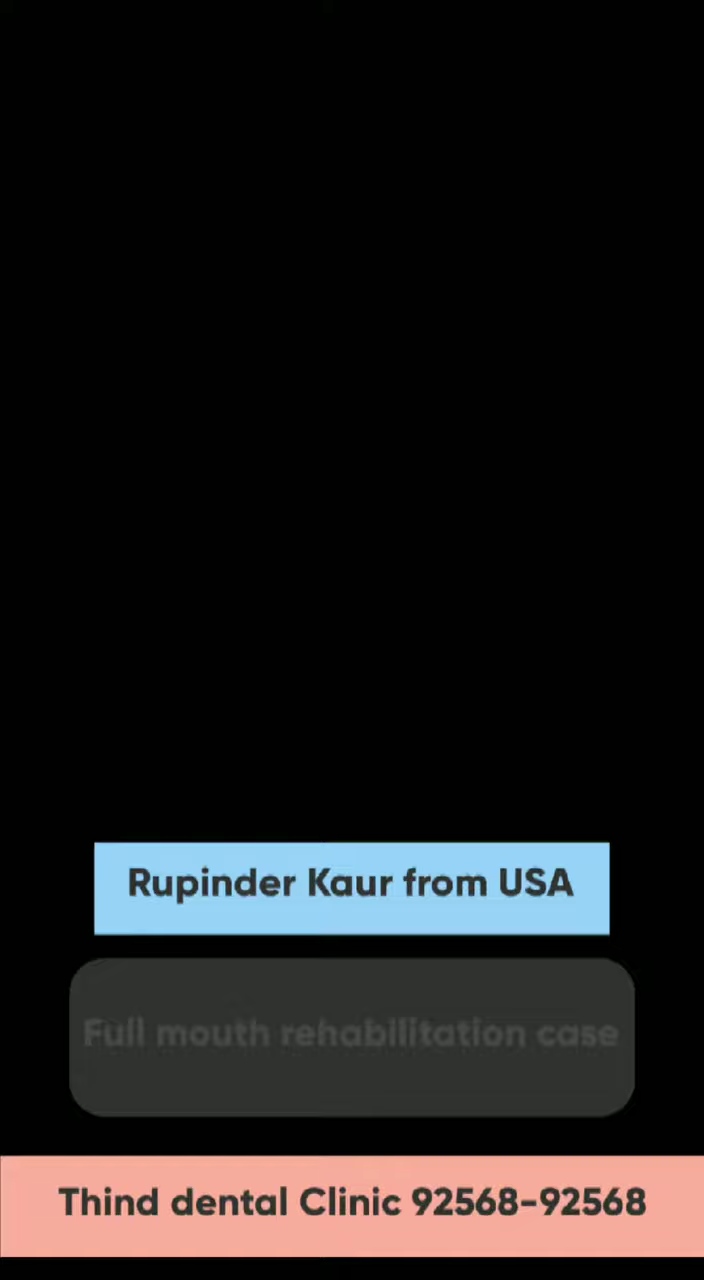 Rupinder Kaur from USA
Full mouth rehabilitation case
Thind dental Clinic 92568-92568